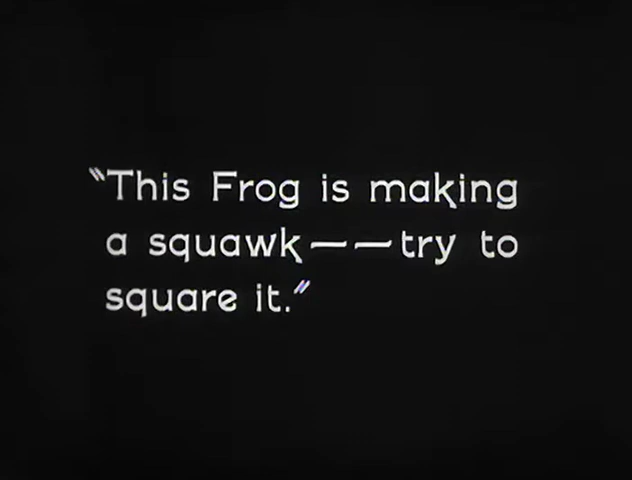 "This Frog is making
a squawk——try to
square it."